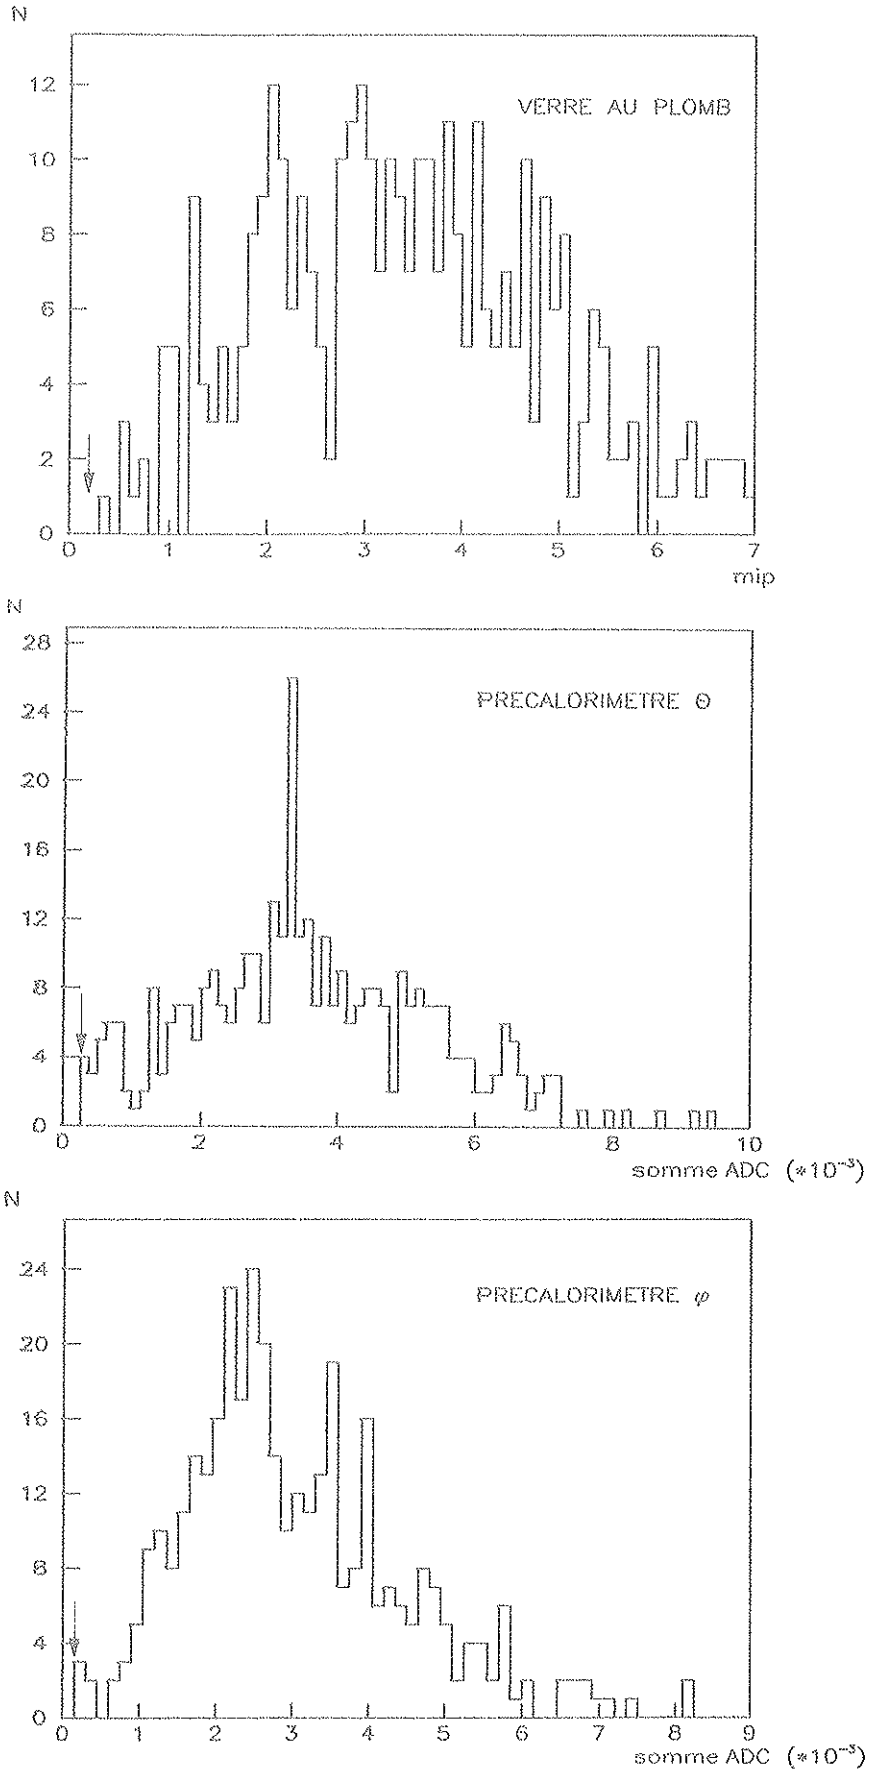 N
VERRE AU PLOMB
12
10
8
6
4
2
0
0 1 2 3 4 5 6 7
mip
N
PRECALORIMETRE Θ
28
24
20
16
12
8
4
0
0 2 4 6 8 10
somme ADC (*10⁻³)
N
PRECALORIMETRE φ
24
20
16
12
8
4
0
0 1 2 3 4 5 6 7 8 9
somme ADC (*10⁻³)